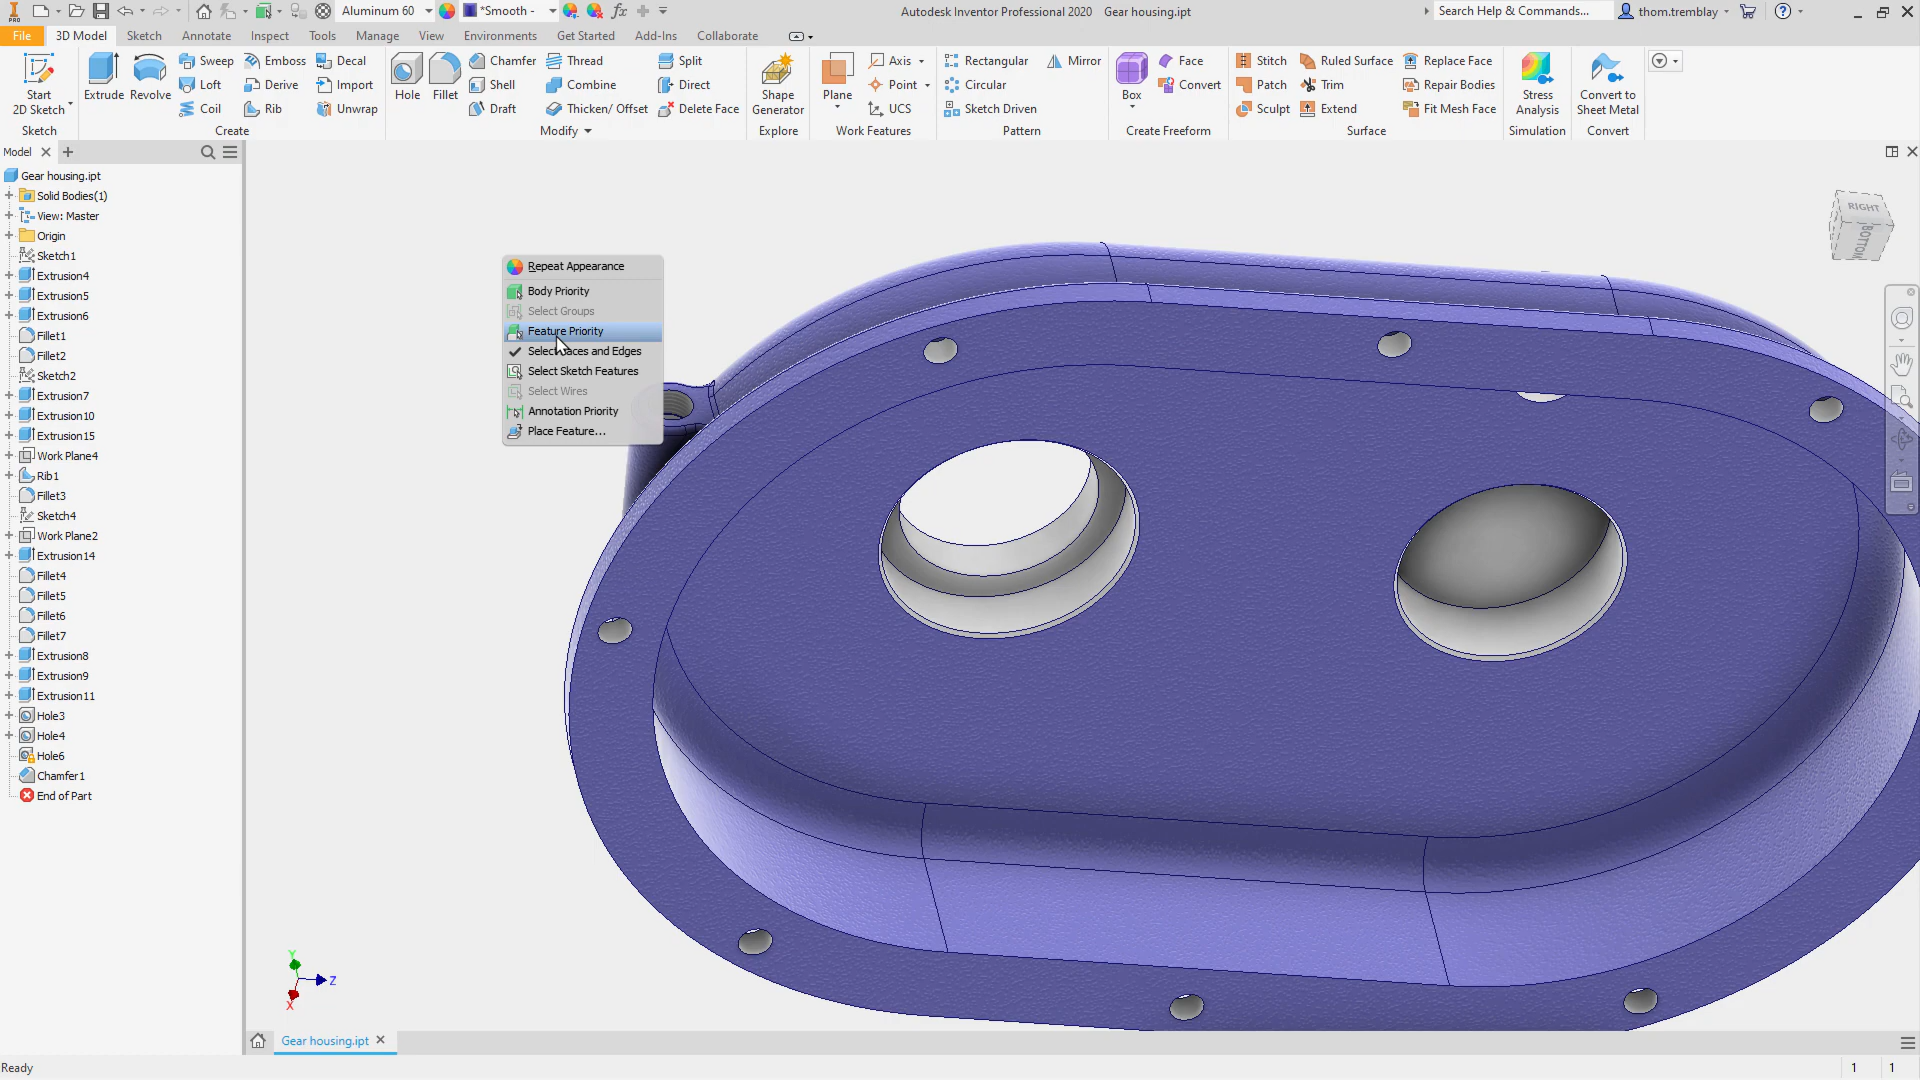 PRO
Aluminum 60
*Smooth -
fx
Autodesk Inventor Professional 2020 Gear housing.ipt
Search Help & Commands...
thom.tremblay
File 3D Model Sketch Annotate Inspect Tools Manage View Environments Get Started Add-Ins Collaborate
Sweep Emboss Decal Chamfer Thread Split Axis Rectangular Mirror Face Stitch Ruled Surface Replace Face
Loft Derive Import Shell Combine Direct Point Circular Convert Patch Trim Repair Bodies
Start
2D Sketch
Extrude Revolve
Hole Fillet
Shape
Generator
Plane
Box
Stress
Analysis
Convert to
Sheet Metal
Coil Rib Unwrap Draft Thicken/ Offset Delete Face UCS Sketch Driven Sculpt Extend Fit Mesh Face
Sketch Create Modify Explore Work Features Pattern Create Freeform Surface Simulation Convert
Model
Gear housing.ipt
Solid Bodies(1)
View: Master
Origin
Sketch1
Extrusion4
Extrusion5
Extrusion6
Fillet1
Fillet2
Sketch2
Extrusion7
Extrusion10
Extrusion15
Work Plane4
Rib1
Fillet3
Sketch4
Work Plane2
Extrusion14
Fillet4
Fillet5
Fillet6
Fillet7
Extrusion8
Extrusion9
Extrusion11
Hole3
Hole4
Hole6
Chamfer1
End of Part
Repeat Appearance
Body Priority
Select Groups
Feature Priority
Select Faces and Edges
Select Sketch Features
Select Wires
Annotation Priority
Place Feature...
RIGHT
BOTTOM
Y
Z
X
Gear housing.ipt
Ready
1 1